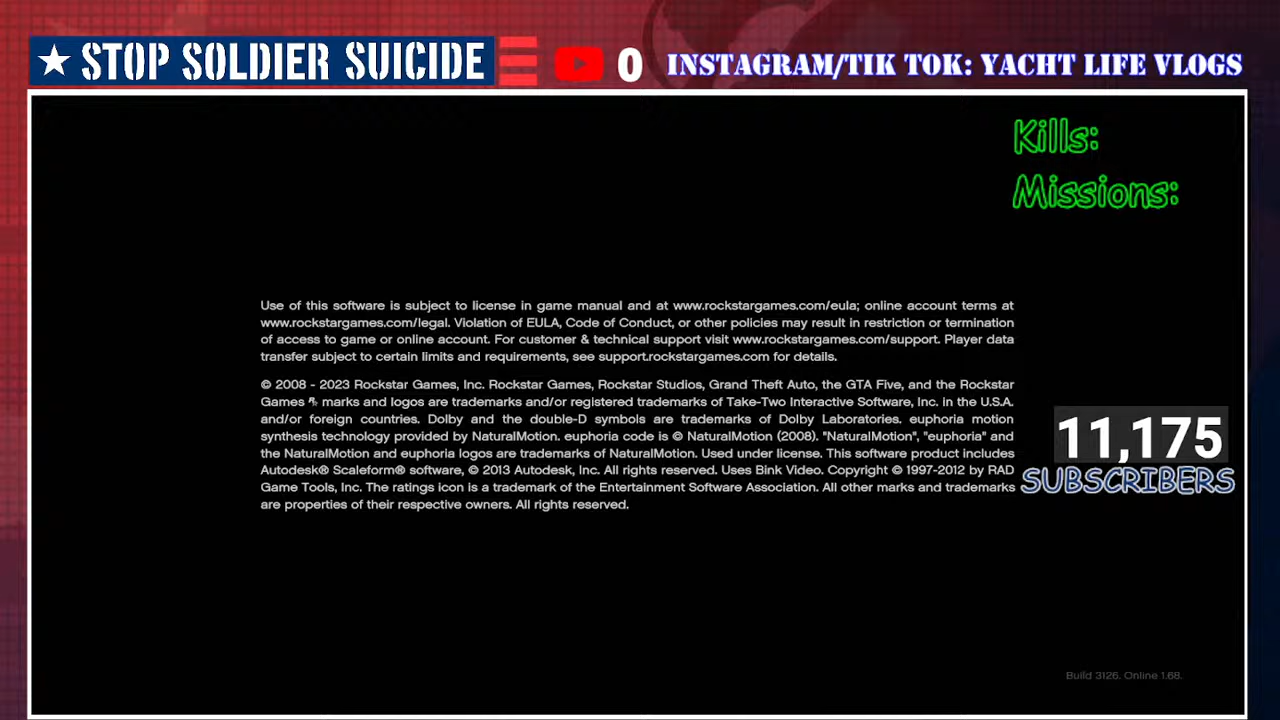 ★ STOP SOLDIER SUICIDE
0
INSTAGRAM/TIK TOK: YACHT LIFE VLOGS
Kills:
Missions:
Use of this software is subject to license in game manual and at www.rockstargames.com/eula; online account terms at
www.rockstargames.com/legal. Violation of EULA, Code of Conduct, or other policies may result in restriction or termination
of access to game or online account. For customer & technical support visit www.rockstargames.com/support. Player data
transfer subject to certain limits and requirements, see support.rockstargames.com for details.
© 2008 - 2023 Rockstar Games, Inc. Rockstar Games, Rockstar Studios, Grand Theft Auto, the GTA Five, and the Rockstar
Games R* marks and logos are trademarks and/or registered trademarks of Take-Two Interactive Software, Inc. in the U.S.A.
and/or foreign countries. Dolby and the double-D symbols are trademarks of Dolby Laboratories. euphoria motion
synthesis technology provided by NaturalMotion. euphoria code is © NaturalMotion (2008). "NaturalMotion", "euphoria" and
the NaturalMotion and euphoria logos are trademarks of NaturalMotion. Used under license. This software product includes
Autodesk® Scaleform® software, © 2013 Autodesk, Inc. All rights reserved. Uses Bink Video. Copyright © 1997-2012 by RAD
Game Tools, Inc. The ratings icon is a trademark of the Entertainment Software Association. All other marks and trademarks
are properties of their respective owners. All rights reserved.
11,175
SUBSCRIBERS
Build 3126. Online 1.68.